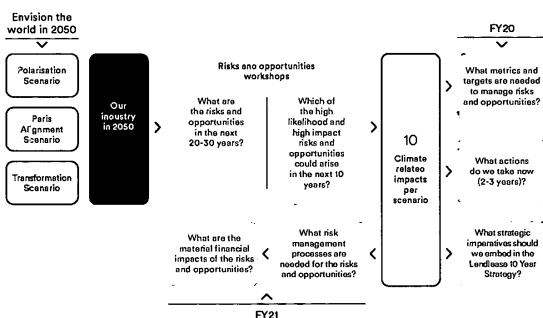 Envision the
world in 2050
Polarisation
Scenario
Paris
Alignment
Scenario
Transformation
Scenario
Our
industry
in 2050
Risks and opportunities
workshops
What are
the risks and
opportunities
in the next
20-30 years?
Which of
the high
likelihood and
high impact
risks and
opportunities
could arise
in the next 10
years?
10
Climate
related
impacts
per
scenario
FY20
What metrics and
targets are needed
to manage risks
and opportunities?
What actions
do we take now
(2-3 years)?
What strategic
imperatives should
we embed in the
Lendlease 10 Year
Strategy?
What risk
management
processes are
needed for the risks
and opportunities?
What are the
material financial
impacts of the risks
and opportunities?
FY21